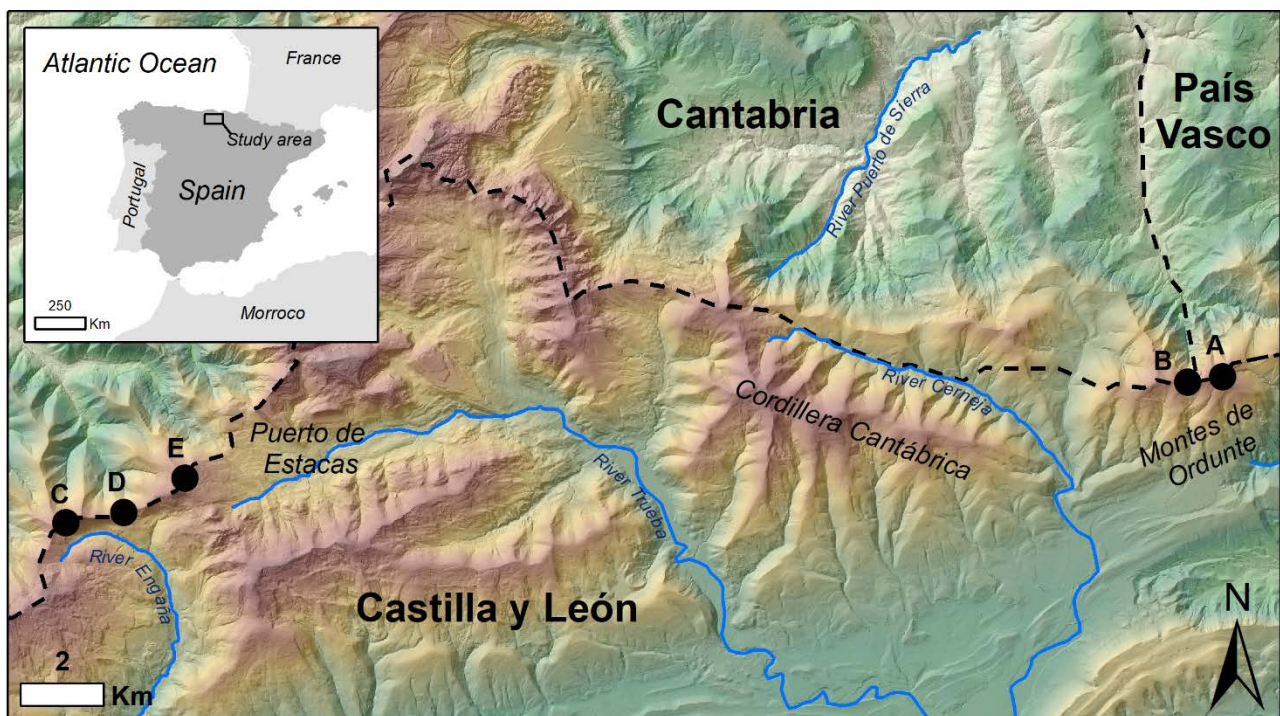 Atlantic Ocean
France
Study area
Portugal
Spain
250
Km
Morroco
Cantabria
País
Vasco
River Puerto de Sierra
B
A
River Cerneja
Cordillera Cantábrica
Montes de
Ordunte
Puerto de
Estacas
E
D
C
River Trueba
River Engaña
Castilla y León
2
Km
N